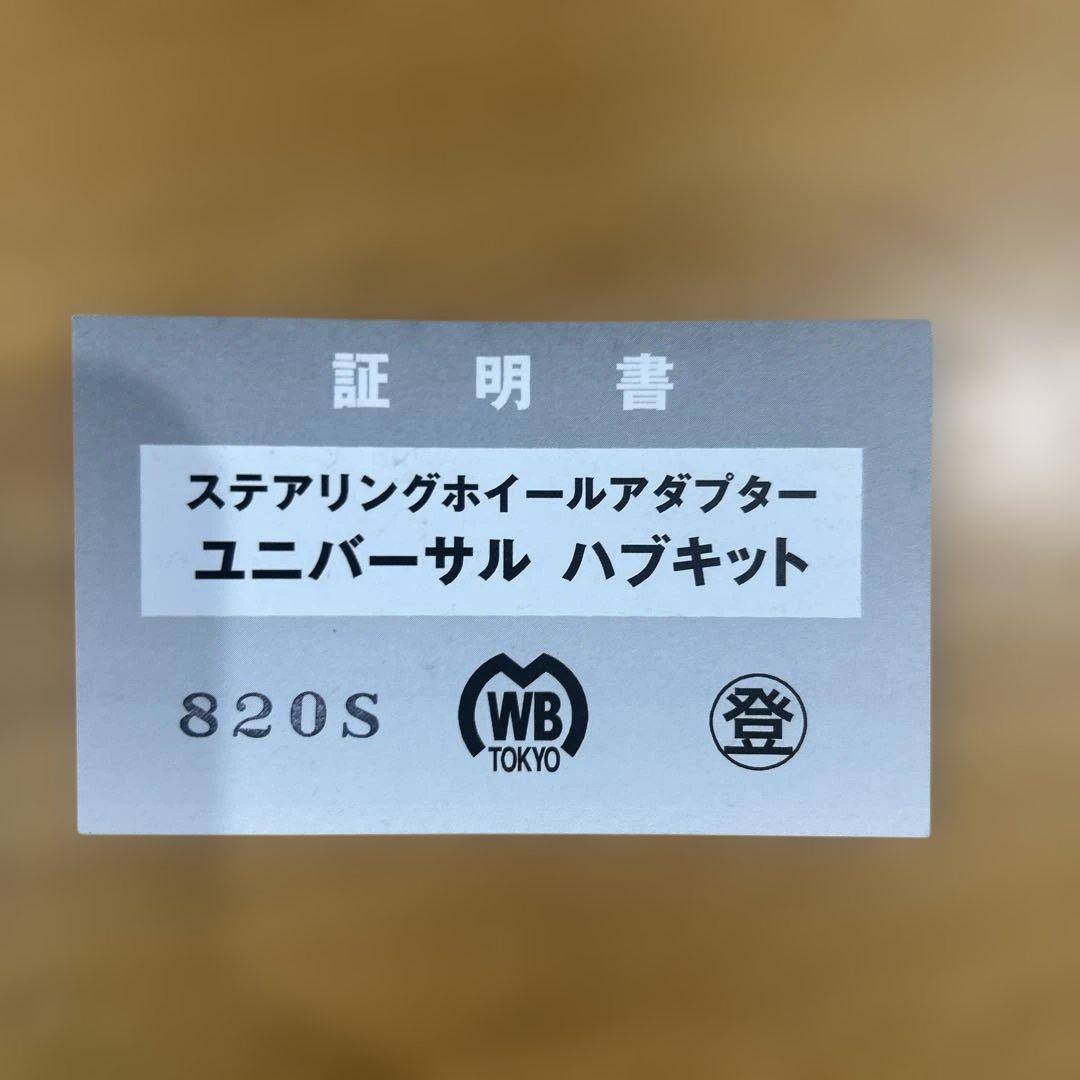 証明書
ステアリングホイールアダプター
ユニバーサル ハブキット
820S
WB
TOKYO
登